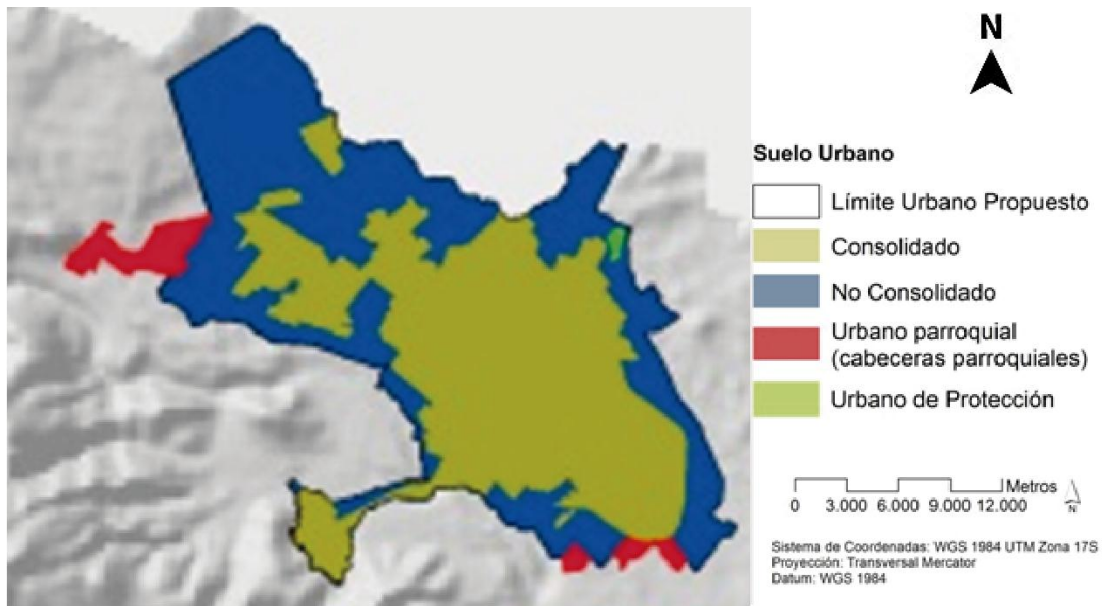 N
Suelo Urbano
Límite Urbano Propuesto
Consolidado
No Consolidado
Urbano parroquial
(cabeceras parroquiales)
Urbano de Protección
Metros
0 3.000 6.000 9.000 12.000
N
Sistema de Coordenadas: WGS 1984 UTM Zona 17S
Proyección: Transversal Mercator
Datum: WGS 1984